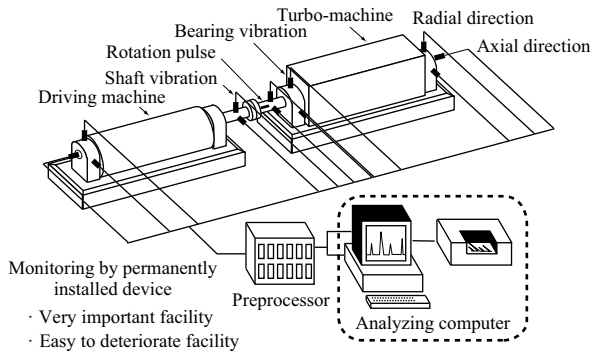 Turbo-machine
Radial direction
Bearing vibration
Axial direction
Rotation pulse
Shaft vibration
Driving machine
Monitoring by permanently
installed device
· Very important facility
· Easy to deteriorate facility
Preprocessor
Analyzing computer